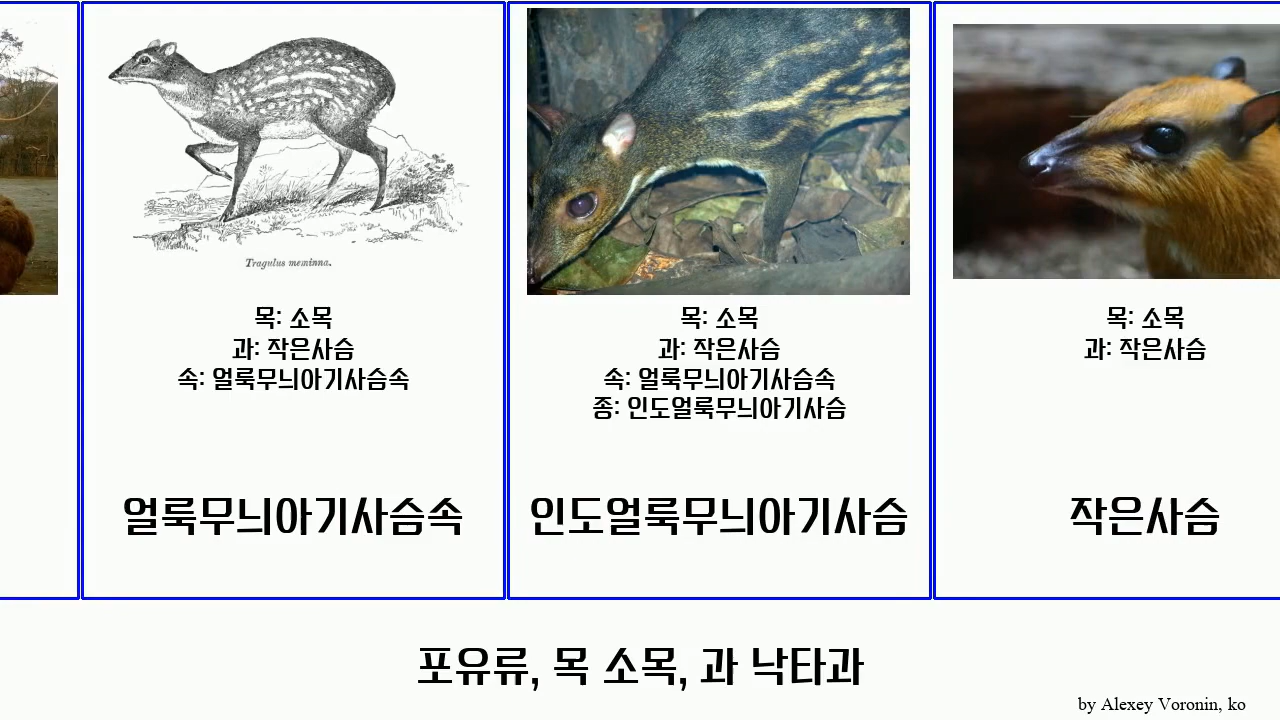 Tragulus meminna.
목: 소목
과: 작은사슴
속: 얼룩무늬아기사슴속
얼룩무늬아기사슴속
목: 소목
과: 작은사슴
속: 얼룩무늬아기사슴속
종: 인도얼룩무늬아기사슴
인도얼룩무늬아기사슴
목: 소목
과: 작은사슴
작은사슴
포유류, 목 소목, 과 낙타과
by Alexey Voronin, ko